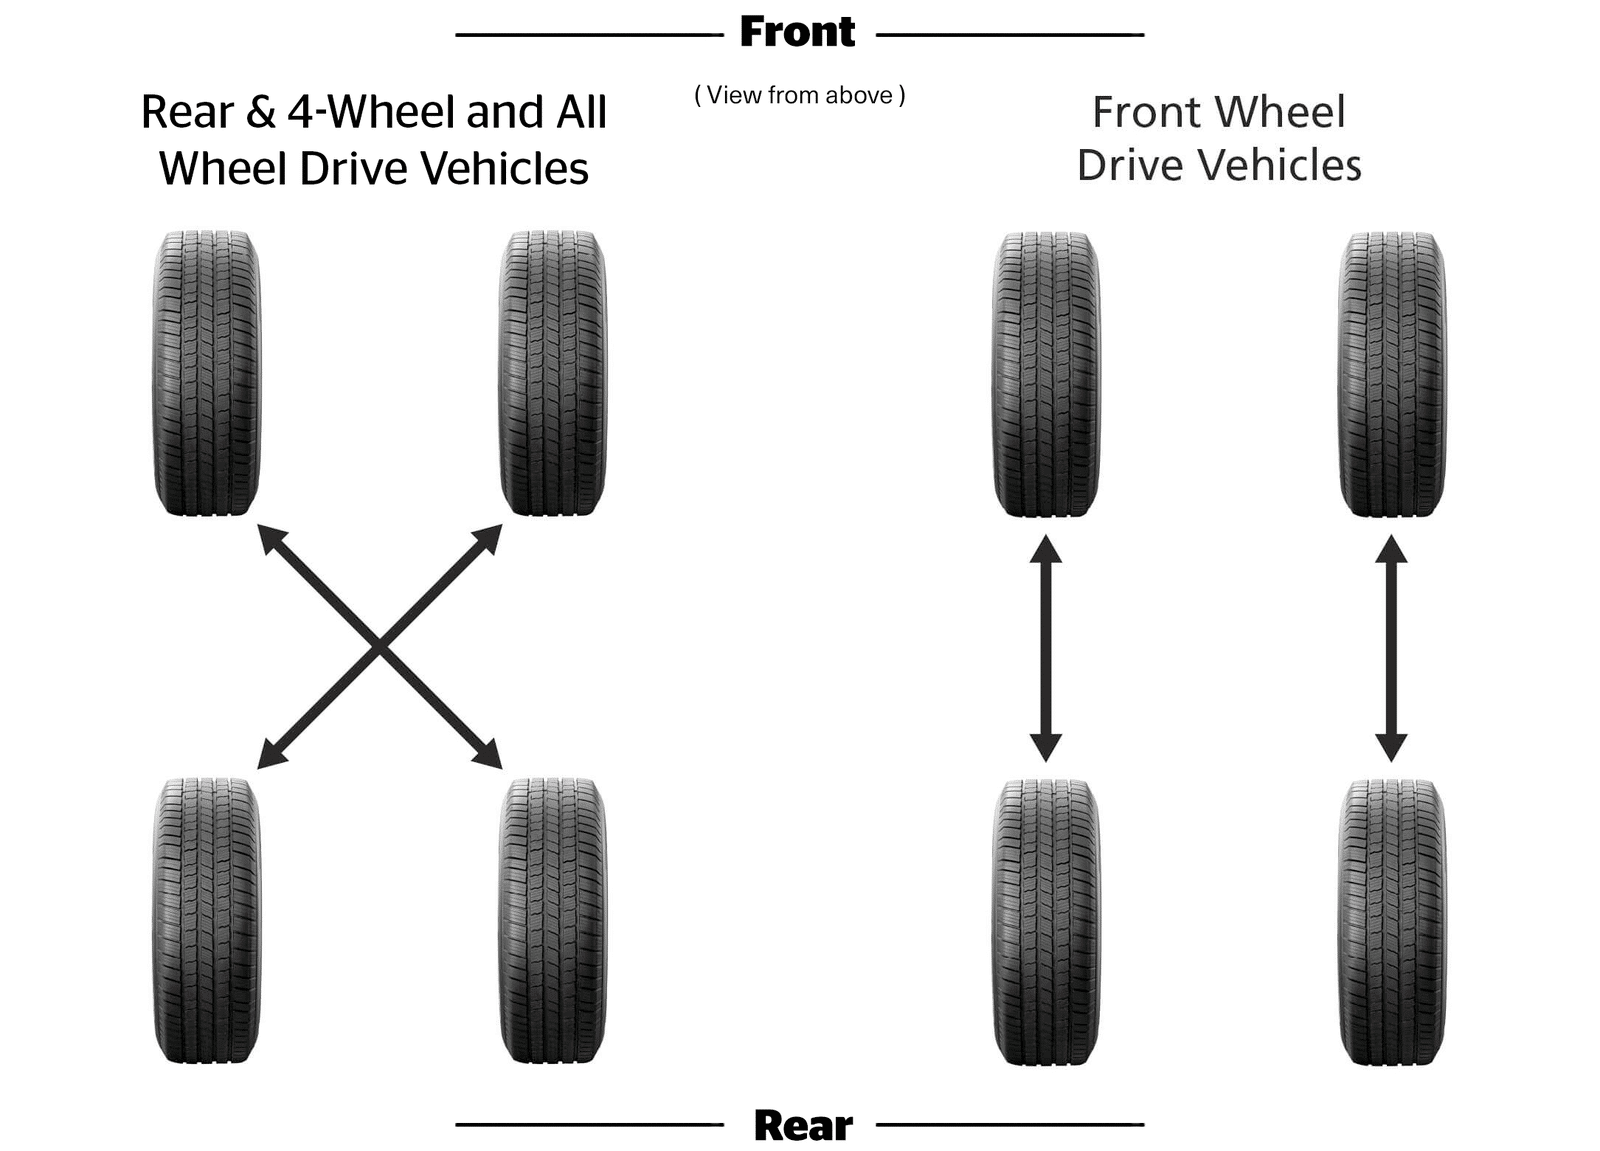 Front
( View from above )
Rear & 4-Wheel and All
Wheel Drive Vehicles
Front Wheel
Drive Vehicles
Rear